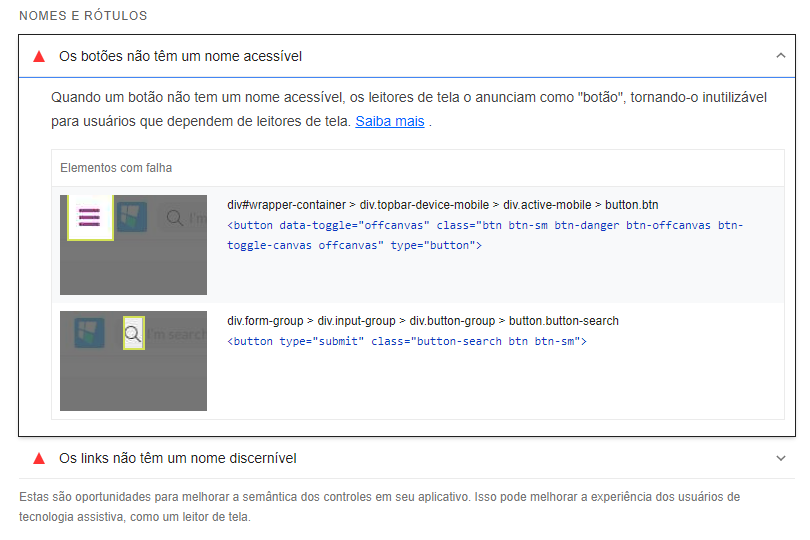 NOMES E RÓTULOS
Os botões não têm um nome acessível
Quando um botão não tem um nome acessível, os leitores de tela o anunciam como "botão", tornando-o inutilizável
para usuários que dependem de leitores de tela. Saiba mais .
Elementos com falha
I'm
div#wrapper-container > div.topbar-device-mobile > div.active-mobile > button.btn
<button data-toggle="offcanvas" class="btn btn-sm btn-danger btn-offcanvas btn-
toggle-canvas offcanvas" type="button">
I'm search
div.form-group > div.input-group > div.button-group > button.button-search
<button type="submit" class="button-search btn btn-sm">
Os links não têm um nome discernível
Estas são oportunidades para melhorar a semântica dos controles em seu aplicativo. Isso pode melhorar a experiência dos usuários de
tecnologia assistiva, como um leitor de tela.